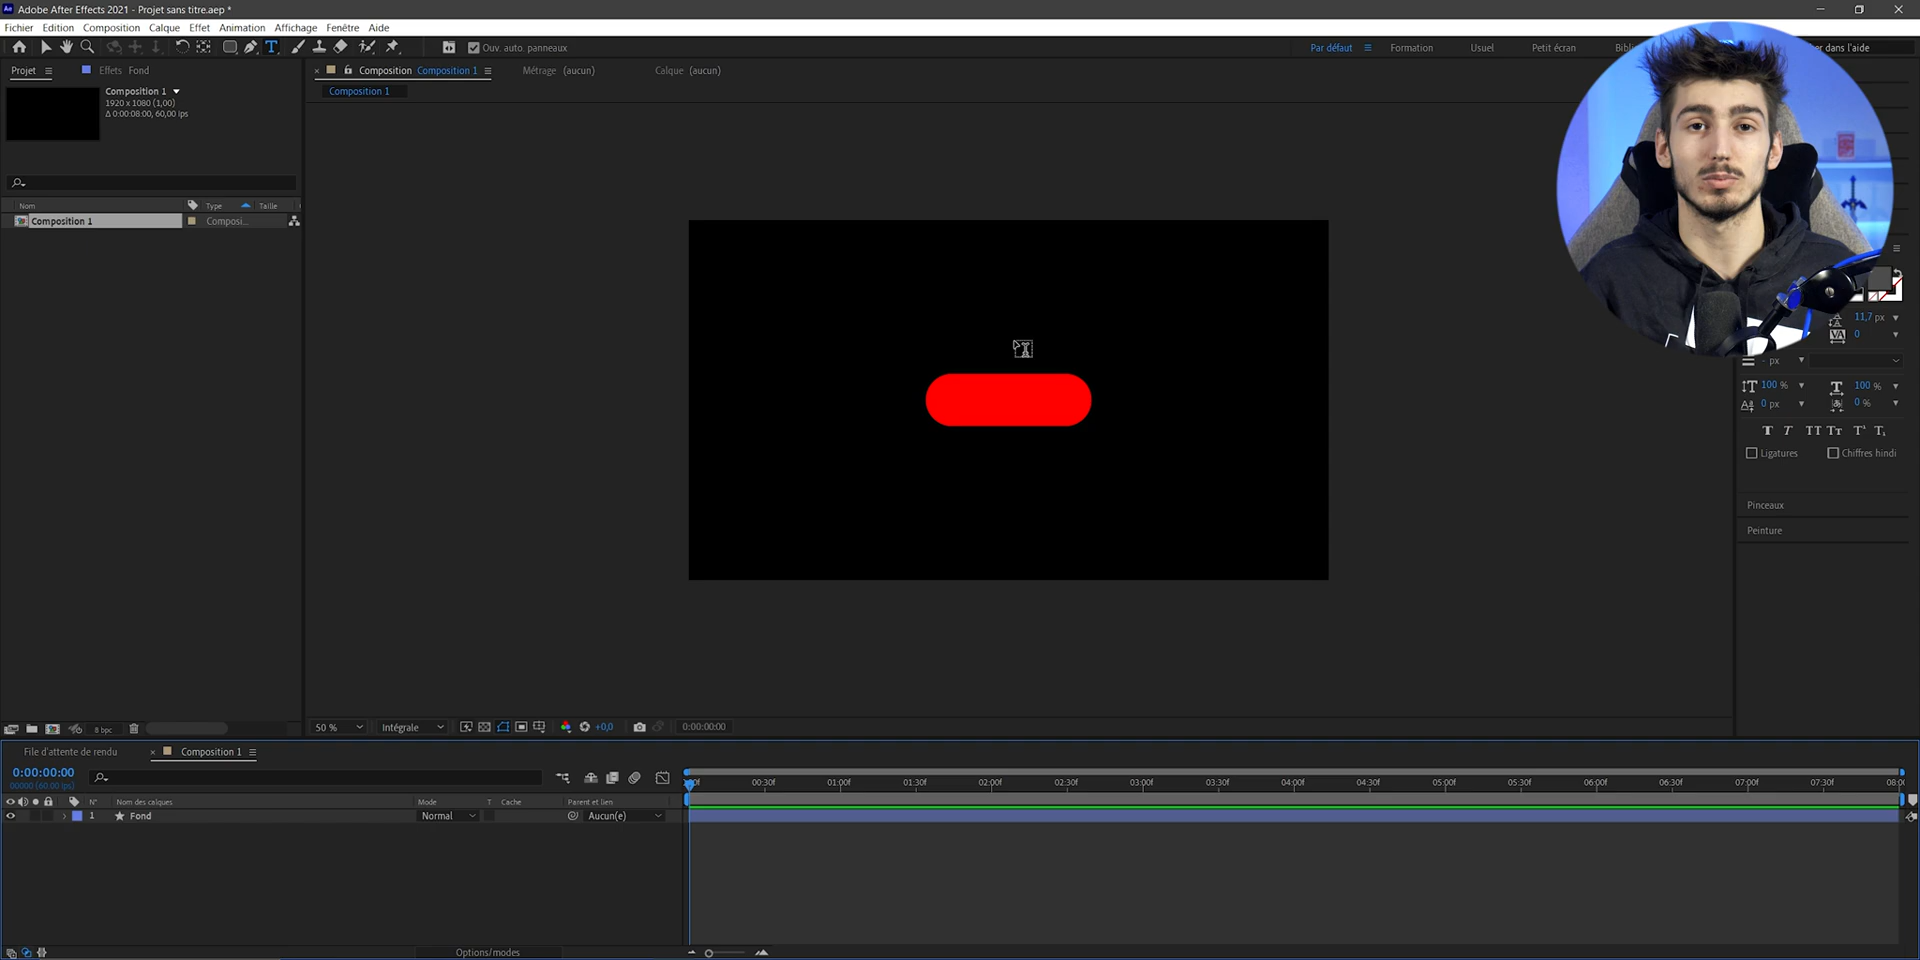 Adobe After Effects 2021 - Projet sans titre.aep *
Fichier Edition Composition Calque Effet Animation Affichage Fenêtre Aide
Ouv. auto. panneaux
Par défaut Formation Usuel Petit écran er dans l'aide
Projet Effets Fond
Composition Composition 1 Métrage (aucun) Calque (aucun)
Composition 1
1920 x 1080 (1,00)
Δ 0:00:08:00, 60,00 ips
Composition 1
Nom Type Taille
Composition 1 Composi...
11,7 px
0
- px
100 % 100 %
0 px 0 %
T T TT Tт T¹ T₁
Ligatures Chiffres hindi
Pinceaux
Peinture
8 bpc
50 % Intégrale +0,0 0:00:00:00
File d'attente de rendu Composition 1
0:00:00:00
00000 (60.00 ips)
00:30f 01:00f 01:30f 02:00f 02:30f 03:00f 03:30f 04:00f 04:30f 05:00f 05:30f 06:00f 06:30f 07:00f 07:30f 08:00
N° Nom des calques Mode T Cache Parent et lien
1 Fond Normal Aucun(e)
Options/modes